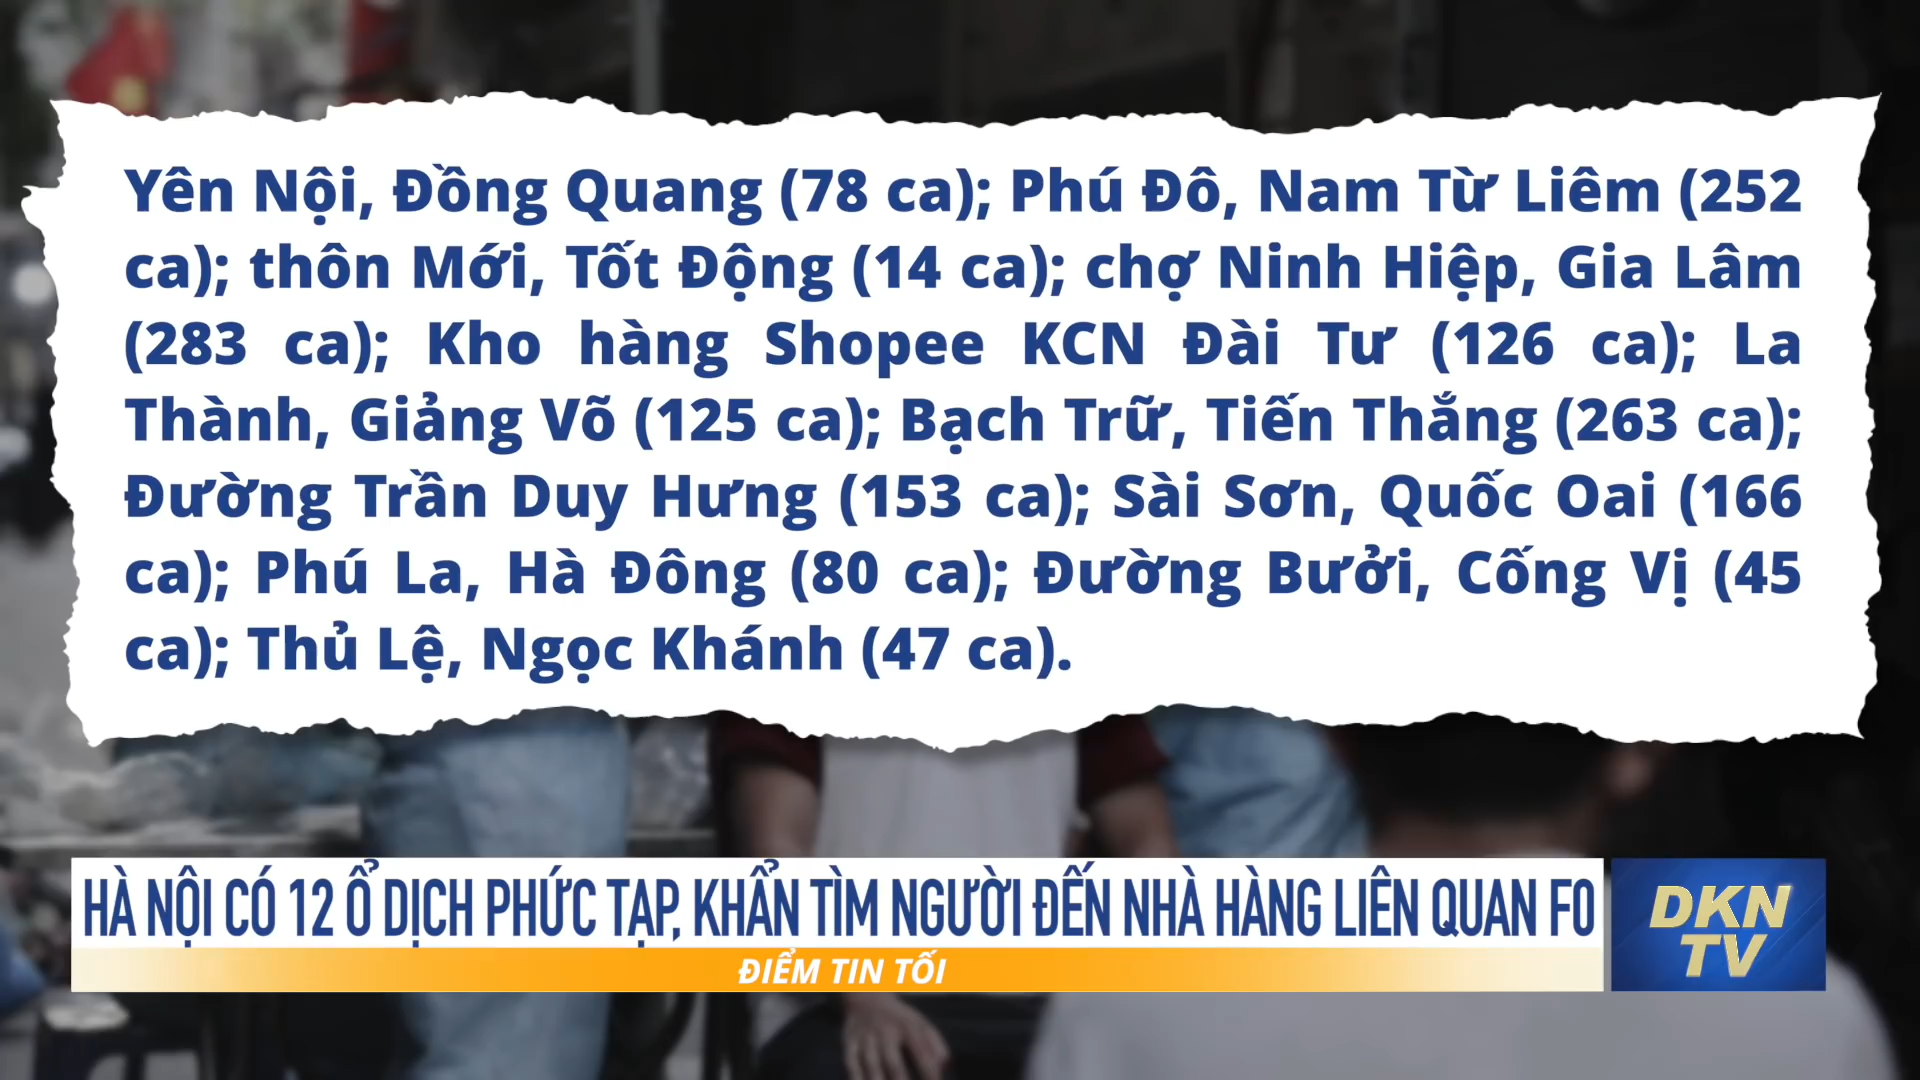 Yên Nội, Đồng Quang (78 ca); Phú Đô, Nam Từ Liêm (252
ca); thôn Mới, Tốt Động (14 ca); chợ Ninh Hiệp, Gia Lâm
(283 ca); Kho hàng Shopee KCN Đài Tư (126 ca); La
Thành, Giảng Võ (125 ca); Bạch Trữ, Tiến Thắng (263 ca);
Đường Trần Duy Hưng (153 ca); Sài Sơn, Quốc Oai (166
ca); Phú La, Hà Đông (80 ca); Đường Bưởi, Cống Vị (45
ca); Thủ Lệ, Ngọc Khánh (47 ca).
HÀ NỘI CÓ 12 Ổ DỊCH PHỨC TẠP, KHẨN TÌM NGƯỜI ĐẾN NHÀ HÀNG LIÊN QUAN F0
ĐIỂM TIN TỐI
DKN
TV